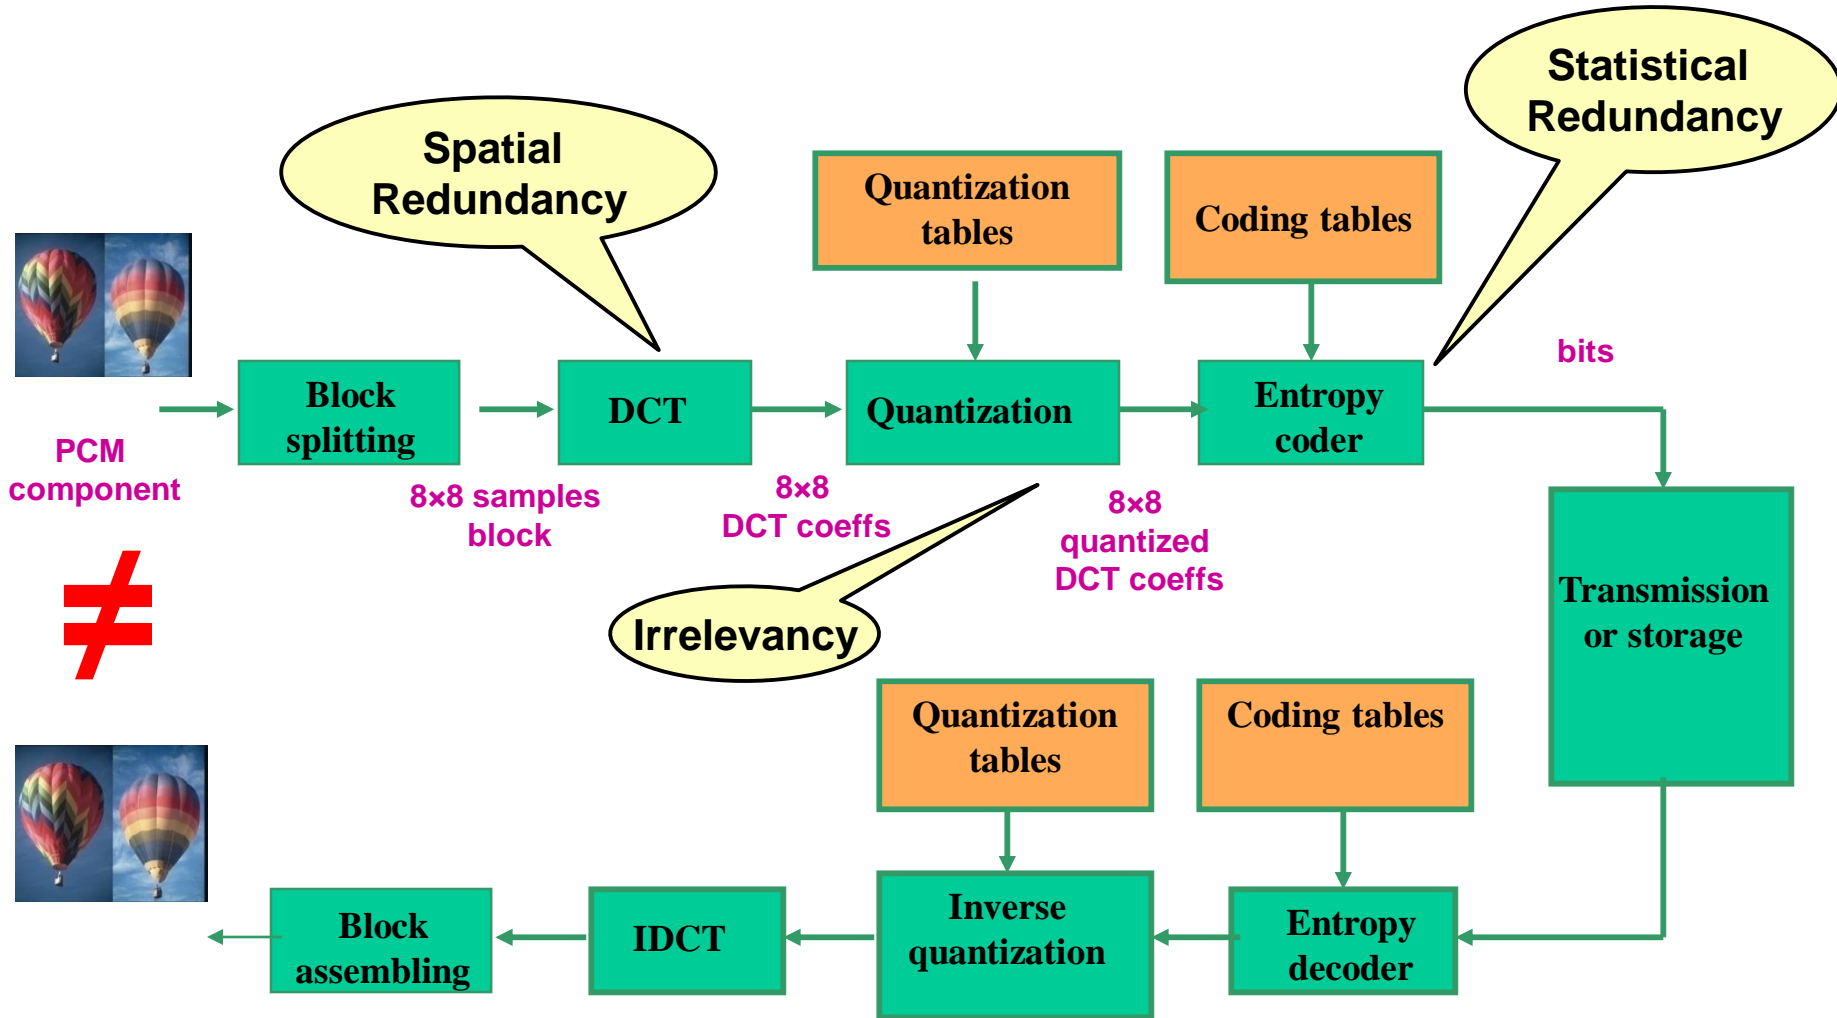 Statistical
Redundancy
Spatial
Redundancy
Quantization
tables
Coding tables
bits
Block
splitting
DCT
Quantization
Entropy
coder
PCM
component
8×8 samples
block
8×8
DCT coeffs
8×8
quantized
DCT coeffs
≠
Irrelevancy
Transmission
or storage
Quantization
tables
Coding tables
Block
assembling
IDCT
Inverse
quantization
Entropy
decoder